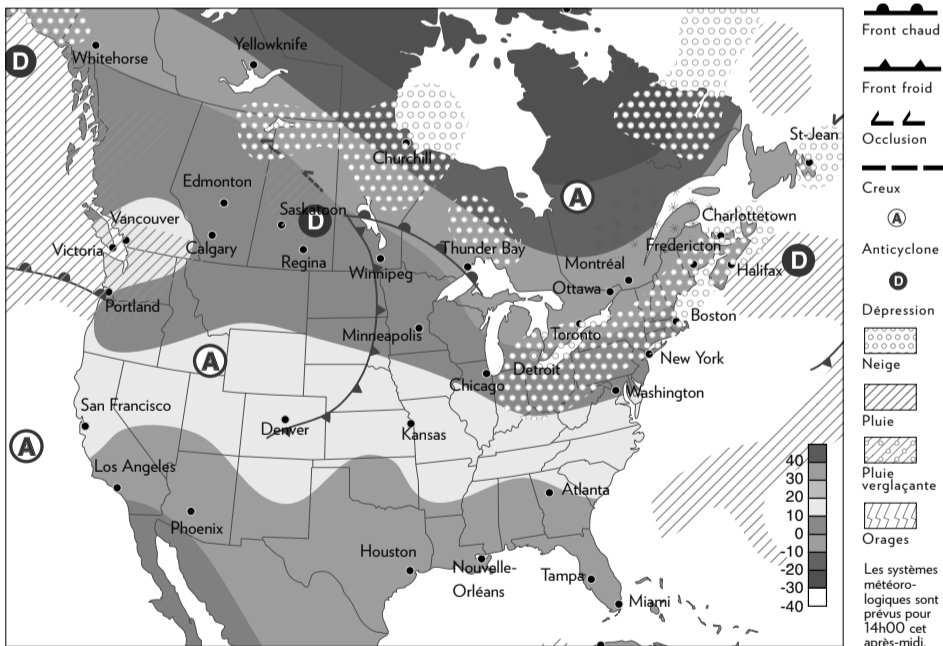 D
Whitehorse
Yellowknife
Churchill
Edmonton
Saskatoon
D
Vancouver
Victoria
Calgary
Regina
Winnipeg
Thunder Bay
A
St-Jean
Charlottetown
Fredericton
Halifax
D
Montréal
Ottawa
Portland
Minneapolis
Toronto
Boston
A
Chicago
Detroit
New York
Washington
San Francisco
Denver
Kansas
A
Los Angeles
Atlanta
Phoenix
Houston
Nouvelle-
Orléans
Tampa
Miami
40
30
20
10
0
-10
-20
-30
-40
Front chaud
Front froid
Occlusion
Creux
A
Anticyclone
D
Dépression
Neige
Pluie
Pluie
verglaçante
Orages
Les systèmes
météoro-
logiques sont
prévus pour
14h00 cet
après-midi.